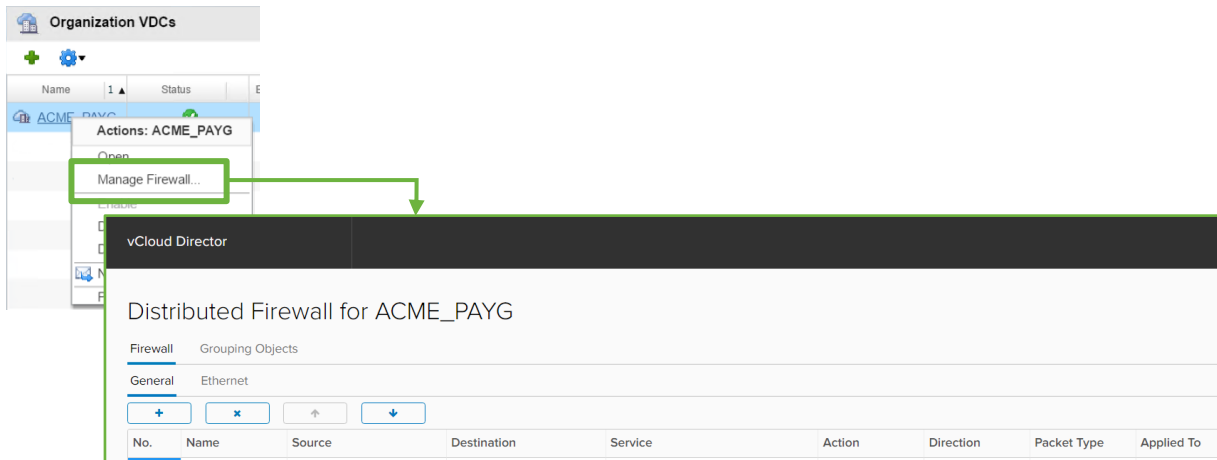 Organization VDCs
Name 1 ▲ Status
ACME_PAYG
Actions: ACME_PAYG
Open
Manage Firewall...
Enable
vCloud Director
Distributed Firewall for ACME_PAYG
Firewall Grouping Objects
General Ethernet
No. Name Source Destination Service Action Direction Packet Type Applied To